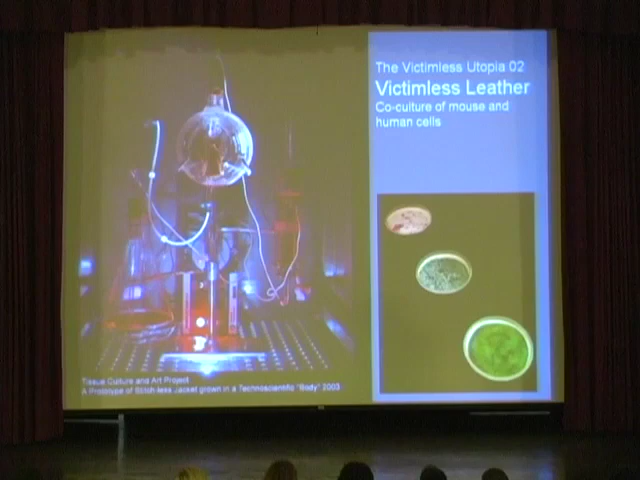 The Victimless Utopia 02
Victimless Leather
Co-culture of mouse and
human cells
Tissue Culture and Art Project
A Prototype of Stitch-less Jacket grown in a Technoscientific "Body" 2003